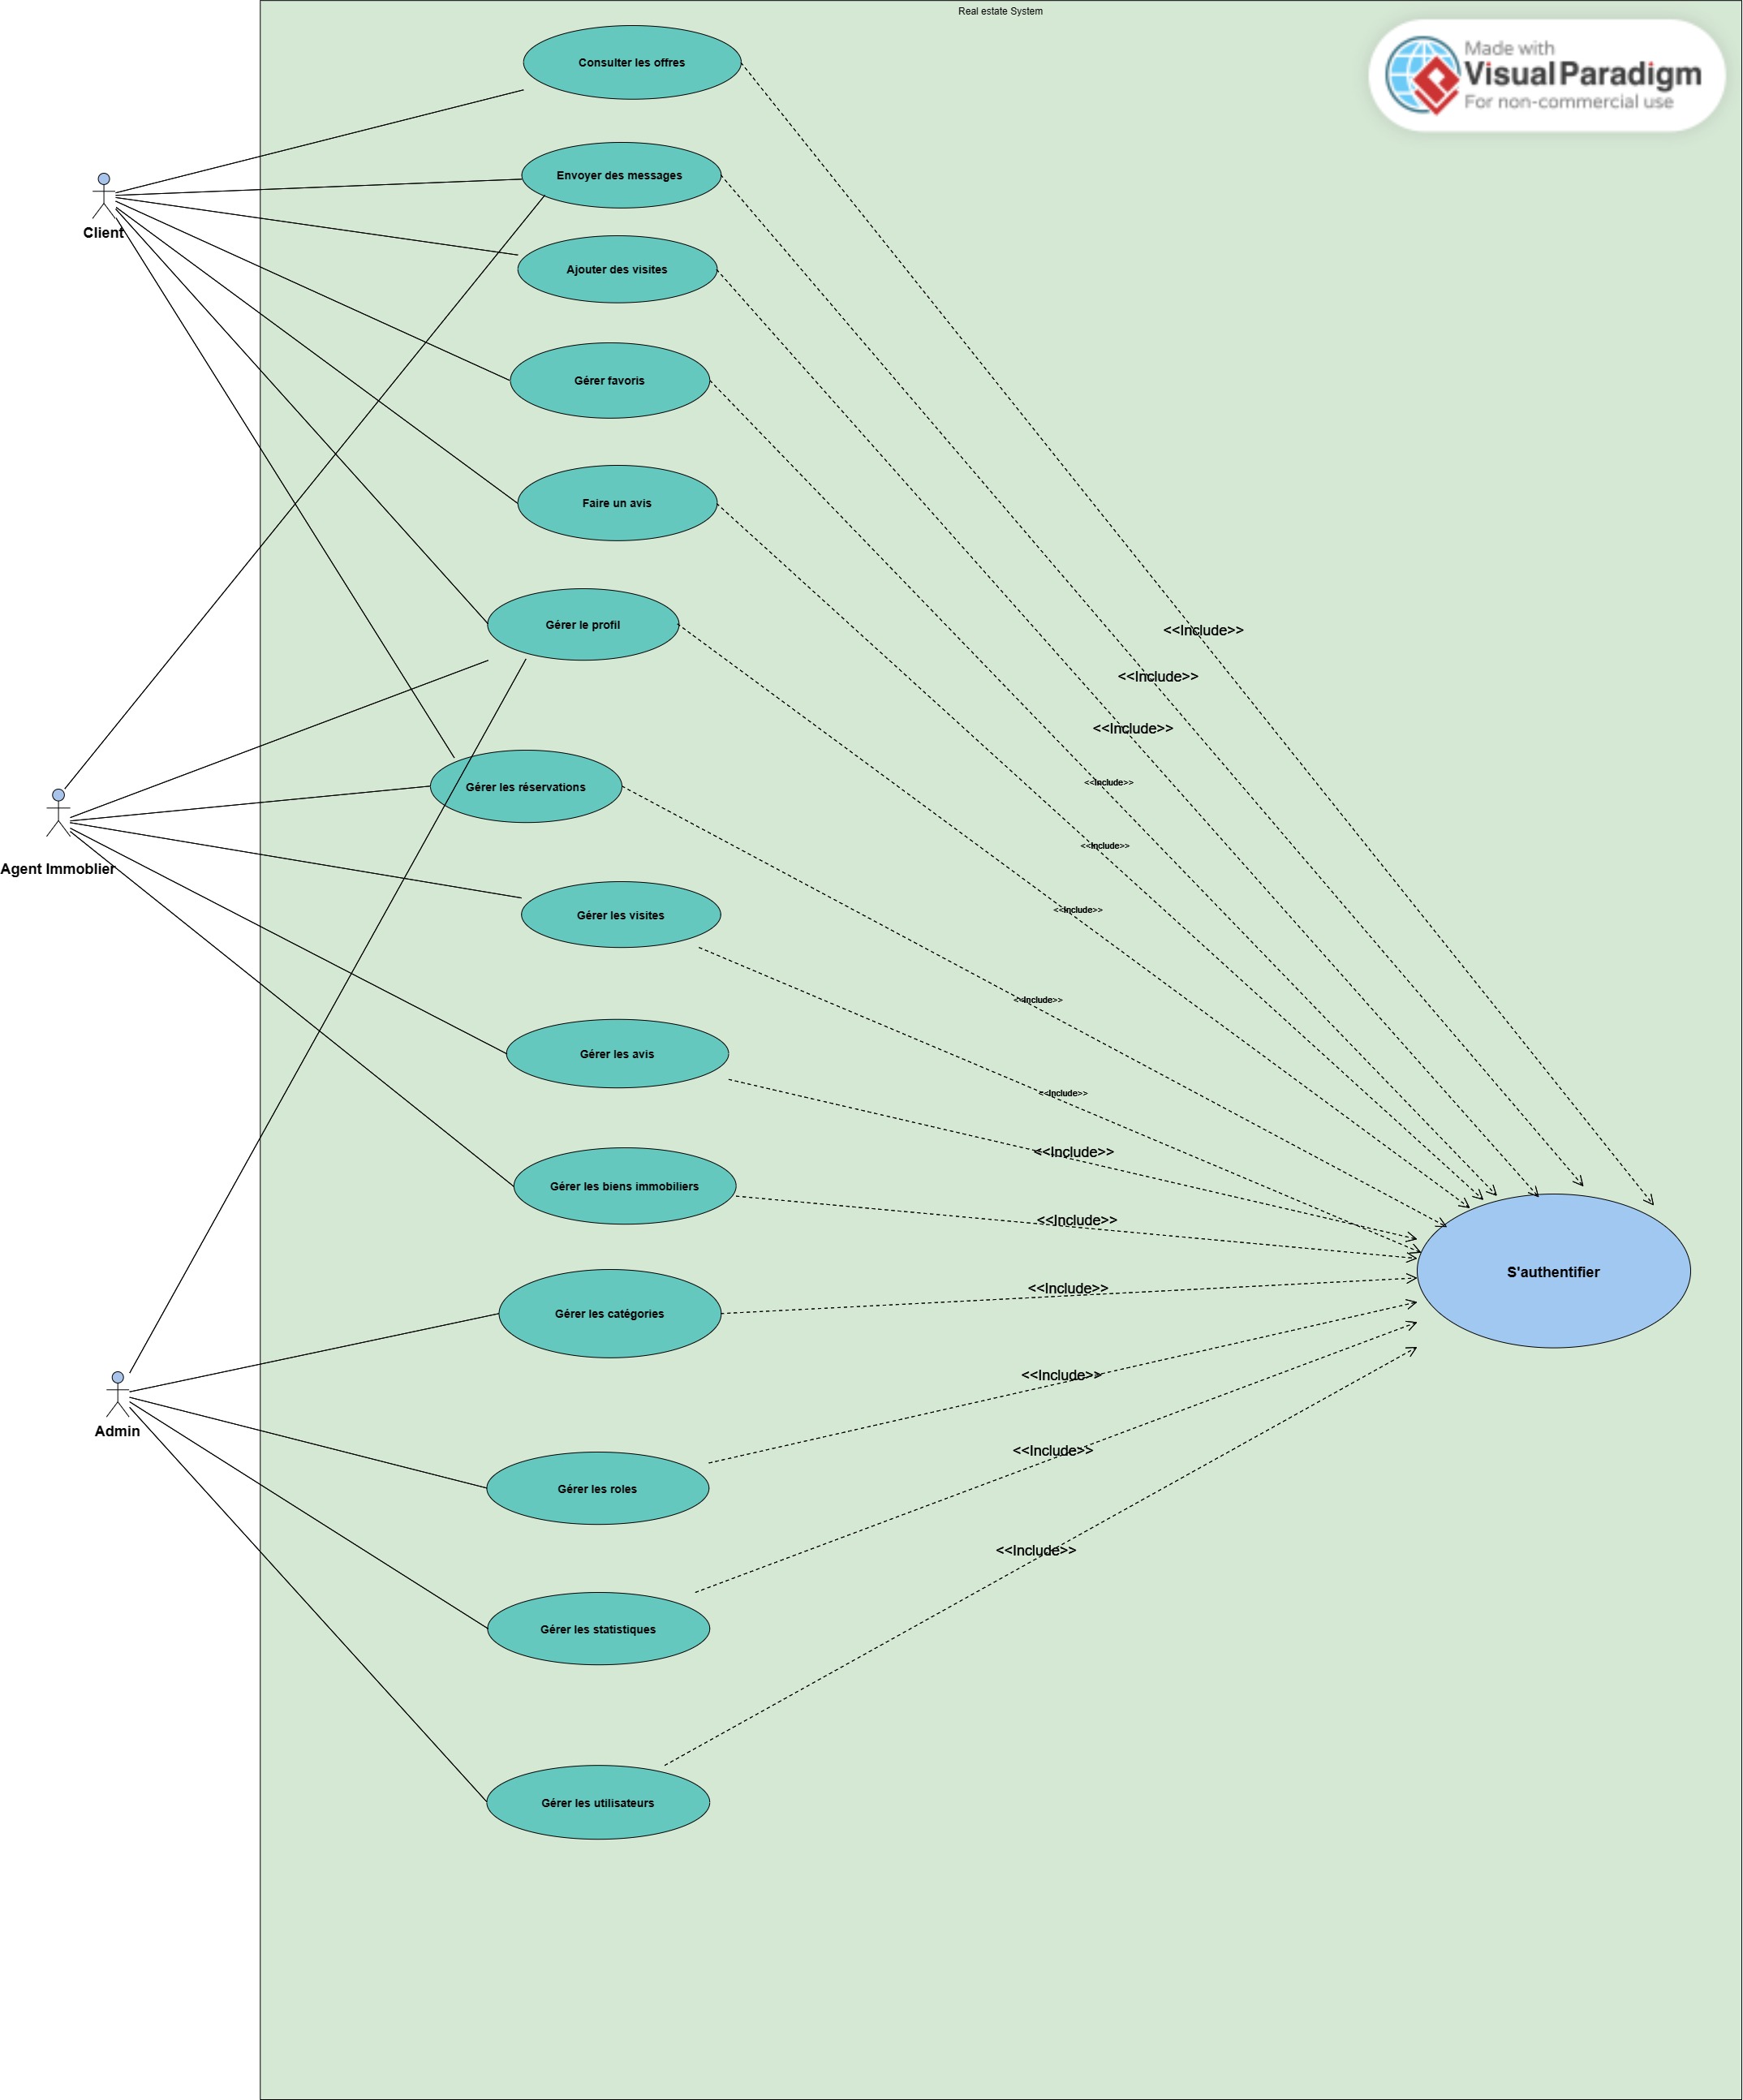 Real estate System
Made with
Visual Paradigm
For non-commercial use
Consulter les offres
Envoyer des messages
Client
Ajouter des visites
Gérer favoris
Faire un avis
Gérer le profil
<<Include>>
<<Include>>
<<Include>>
<<Include>>
Gérer les réservations
<<Include>>
Agent Immoblier
<<Include>>
Gérer les visites
<<Include>>
Gérer les avis
<<Include>>
<<Include>>
Gérer les biens immobiliers
<<Include>>
S'authentifier
<<Include>>
Gérer les catégories
<<Include>>
Admin
<<Include>>
Gérer les roles
<<Include>>
Gérer les statistiques
Gérer les utilisateurs